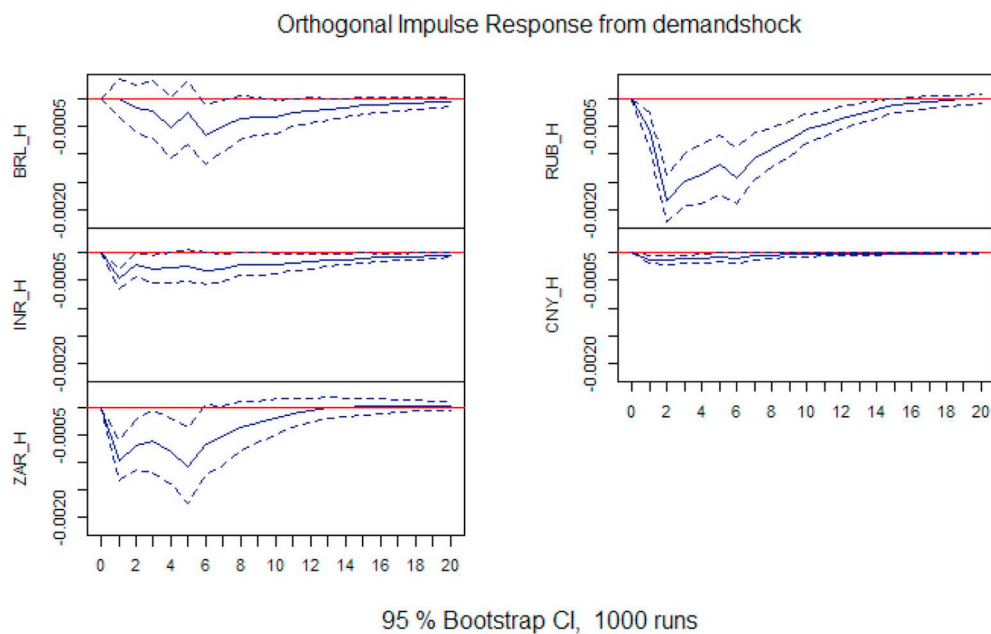 Orthogonal Impulse Response from demandshock
BRL_H
-0.0005
-0.0020
INR_H
-0.0005
-0.0020
ZAR_H
-0.0005
-0.0020
0 2 4 6 8 10 12 14 16 18 20
RUB_H
-0.0005
-0.0020
CNY_H
-0.0005
-0.0020
0 2 4 6 8 10 12 14 16 18 20
95 % Bootstrap CI, 1000 runs